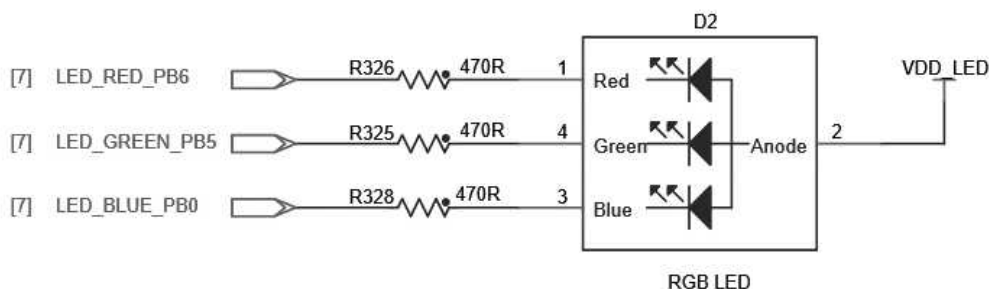 D2
[7] LED_RED_PB6 R326 470R 1 Red VDD_LED
[7] LED_GREEN_PB5 R325 470R 4 Green Anode 2
[7] LED_BLUE_PB0 R328 470R 3 Blue
RGB LED